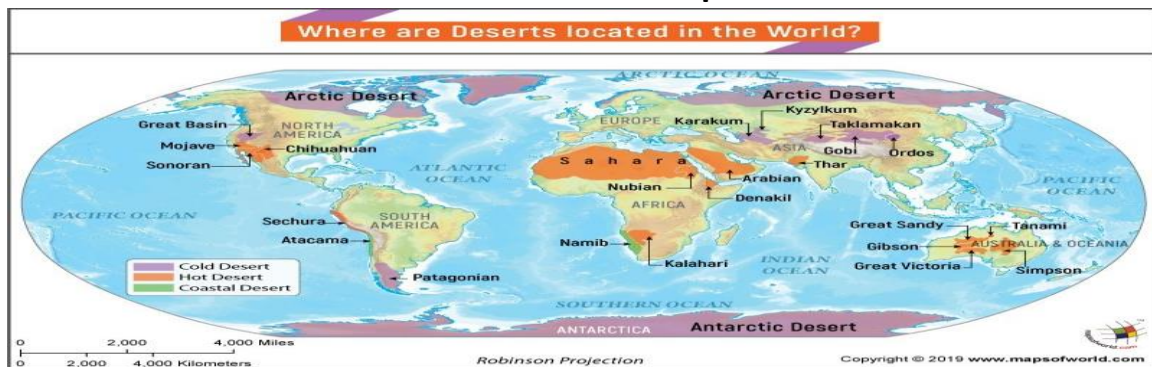 Where are Deserts located in the World?
ARCTIC OCEAN
Arctic Desert
Arctic Desert
Great Basin
NORTH
AMERICA
Mojave
Chihuahuan
Sonoran
EUROPE
Karakum
Kyzylkum
Taklamakan
ASIA
Gobi
Ordos
Thar
ATLANTIC
OCEAN
Sahara
Nubian
Arabian
Denakil
AFRICA
PACIFIC OCEAN
PACIFIC
OCEAN
Sechura
SOUTH
AMERICA
Atacama
Patagonian
Namib
Kalahari
INDIAN
OCEAN
Great Sandy
Tanami
Gibson
AUSTRALIA & OCEANIA
Great Victoria
Simpson
Cold Desert
Hot Desert
Coastal Desert
SOUTHERN OCEAN
ANTARCTICA
Antarctic Desert
0 2,000 4,000 Miles
0 2,000 4,000 Kilometers
Robinson Projection
Mapsofworld.com
Copyright © 2019 www.mapsofworld.com